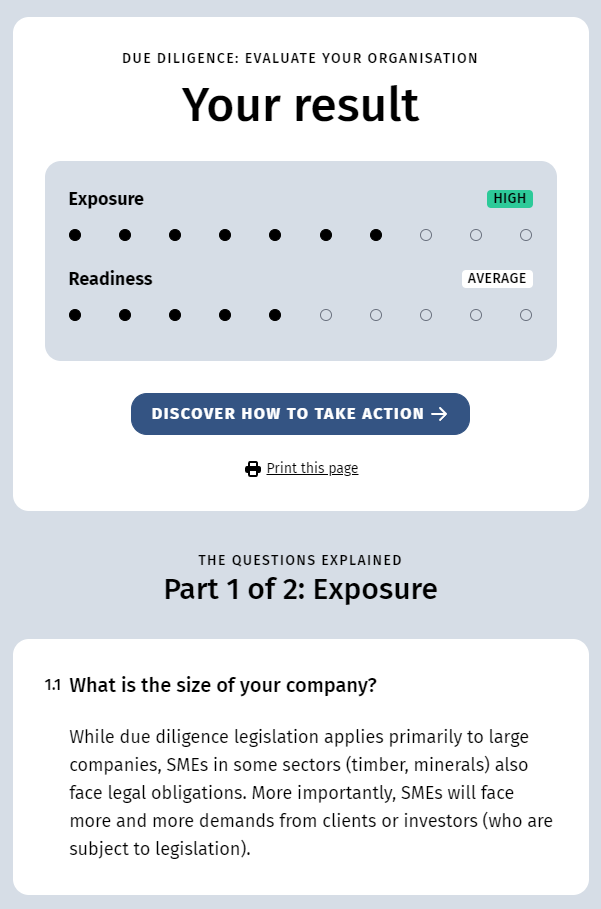 DUE DILIGENCE: EVALUATE YOUR ORGANISATION
Your result
Exposure
HIGH
Readiness
AVERAGE
DISCOVER HOW TO TAKE ACTION →
Print this page
THE QUESTIONS EXPLAINED
Part 1 of 2: Exposure
1.1 What is the size of your company?
While due diligence legislation applies primarily to large
companies, SMEs in some sectors (timber, minerals) also
face legal obligations. More importantly, SMEs will face
more and more demands from clients or investors (who are
subject to legislation).